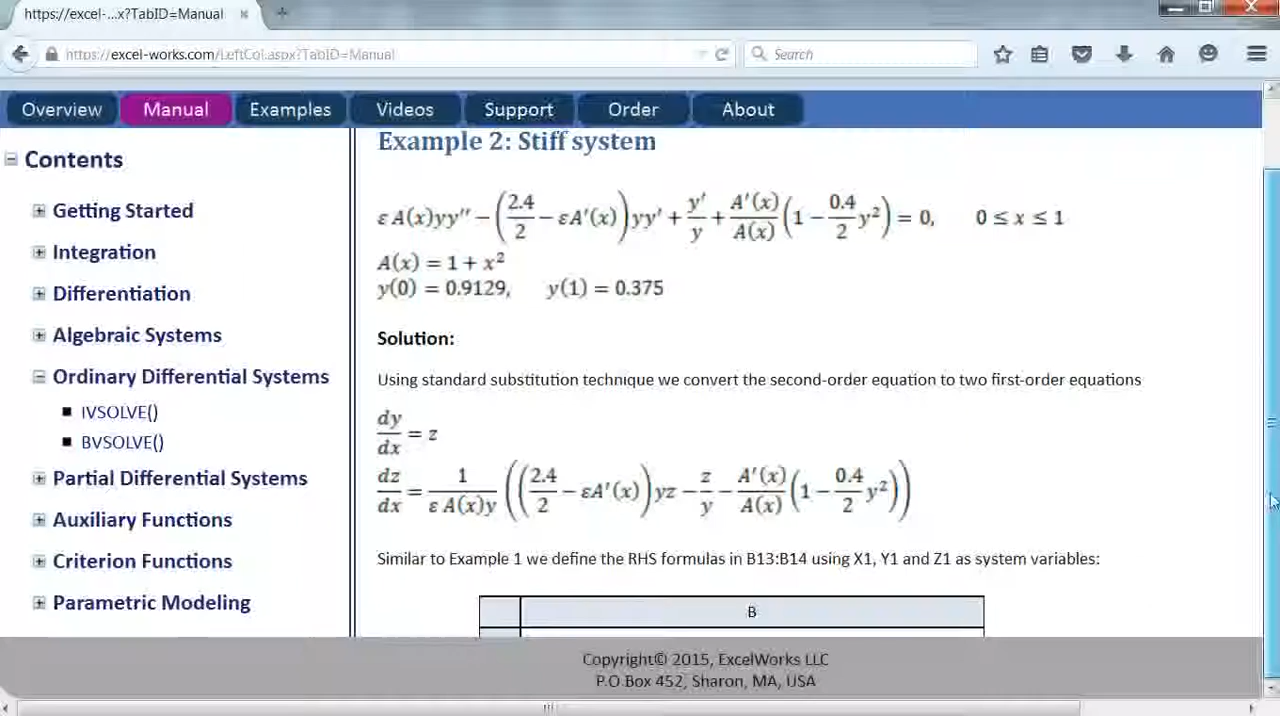 https://excel-...x?TabID=Manual
https://excel-works.com/LeftCol.aspx?TabID=Manual
Search
Overview Manual Examples Videos Support Order About
Contents
Getting Started
Integration
Differentiation
Algebraic Systems
Ordinary Differential Systems
IVSOLVE()
BVSOLVE()
Partial Differential Systems
Auxiliary Functions
Criterion Functions
Parametric Modeling
Example 2: Stiff system
ε A(x)yy′′ − (2.4/2 − εA′(x))yy′ + y′/y + A′(x)/A(x) (1 − 0.4/2 y²) = 0, 0 ≤ x ≤ 1
A(x) = 1 + x²
y(0) = 0.9129, y(1) = 0.375
Solution:
Using standard substitution technique we convert the second-order equation to two first-order equations
dy/dx = z
dz/dx = 1/(ε A(x)y) ((2.4/2 − εA′(x))yz − z/y − A′(x)/A(x) (1 − 0.4/2 y²))
Similar to Example 1 we define the RHS formulas in B13:B14 using X1, Y1 and Z1 as system variables:
B
Copyright© 2015, ExcelWorks LLC
P.O Box 452, Sharon, MA, USA